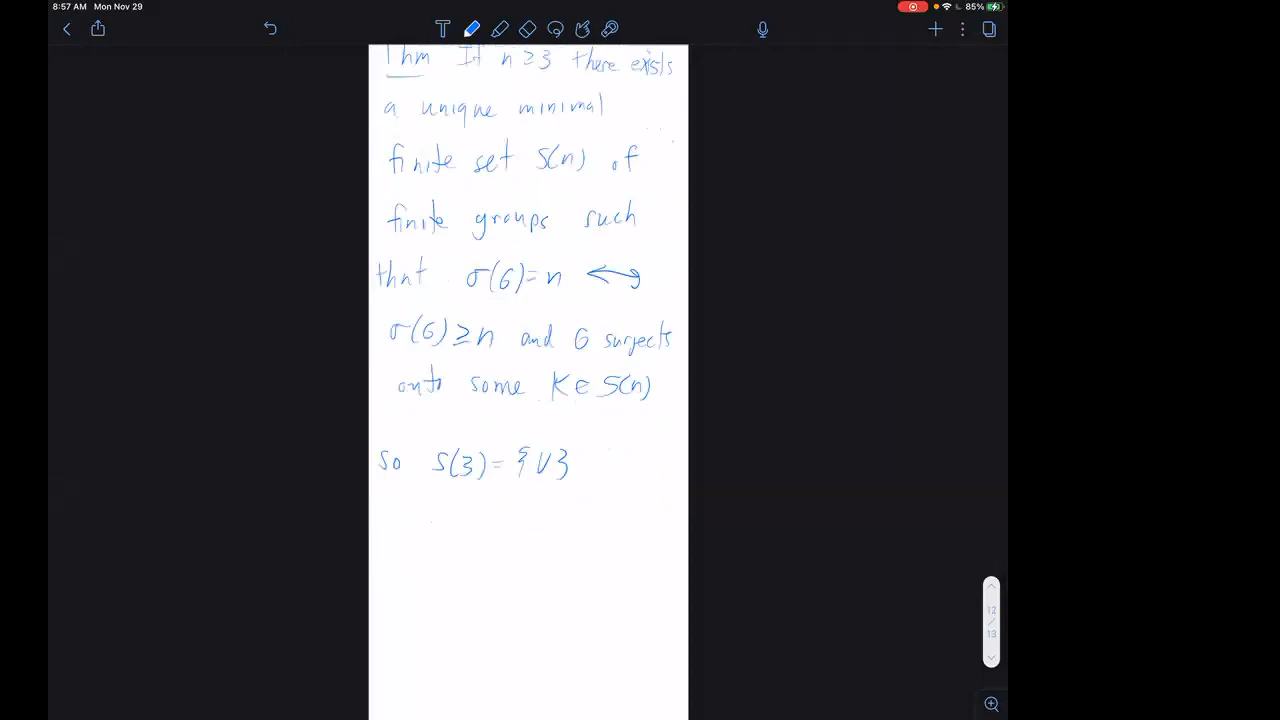 8:57 AM Mon Nov 29
85%
Thm If n ≥ 3 there exists
a unique minimal
finite set S(n) of
finite groups such
that σ(G) = n ↔
σ(G) ≥ n and G surjects
onto some K ∈ S(n)
so S(3) = {V}
12
/
13